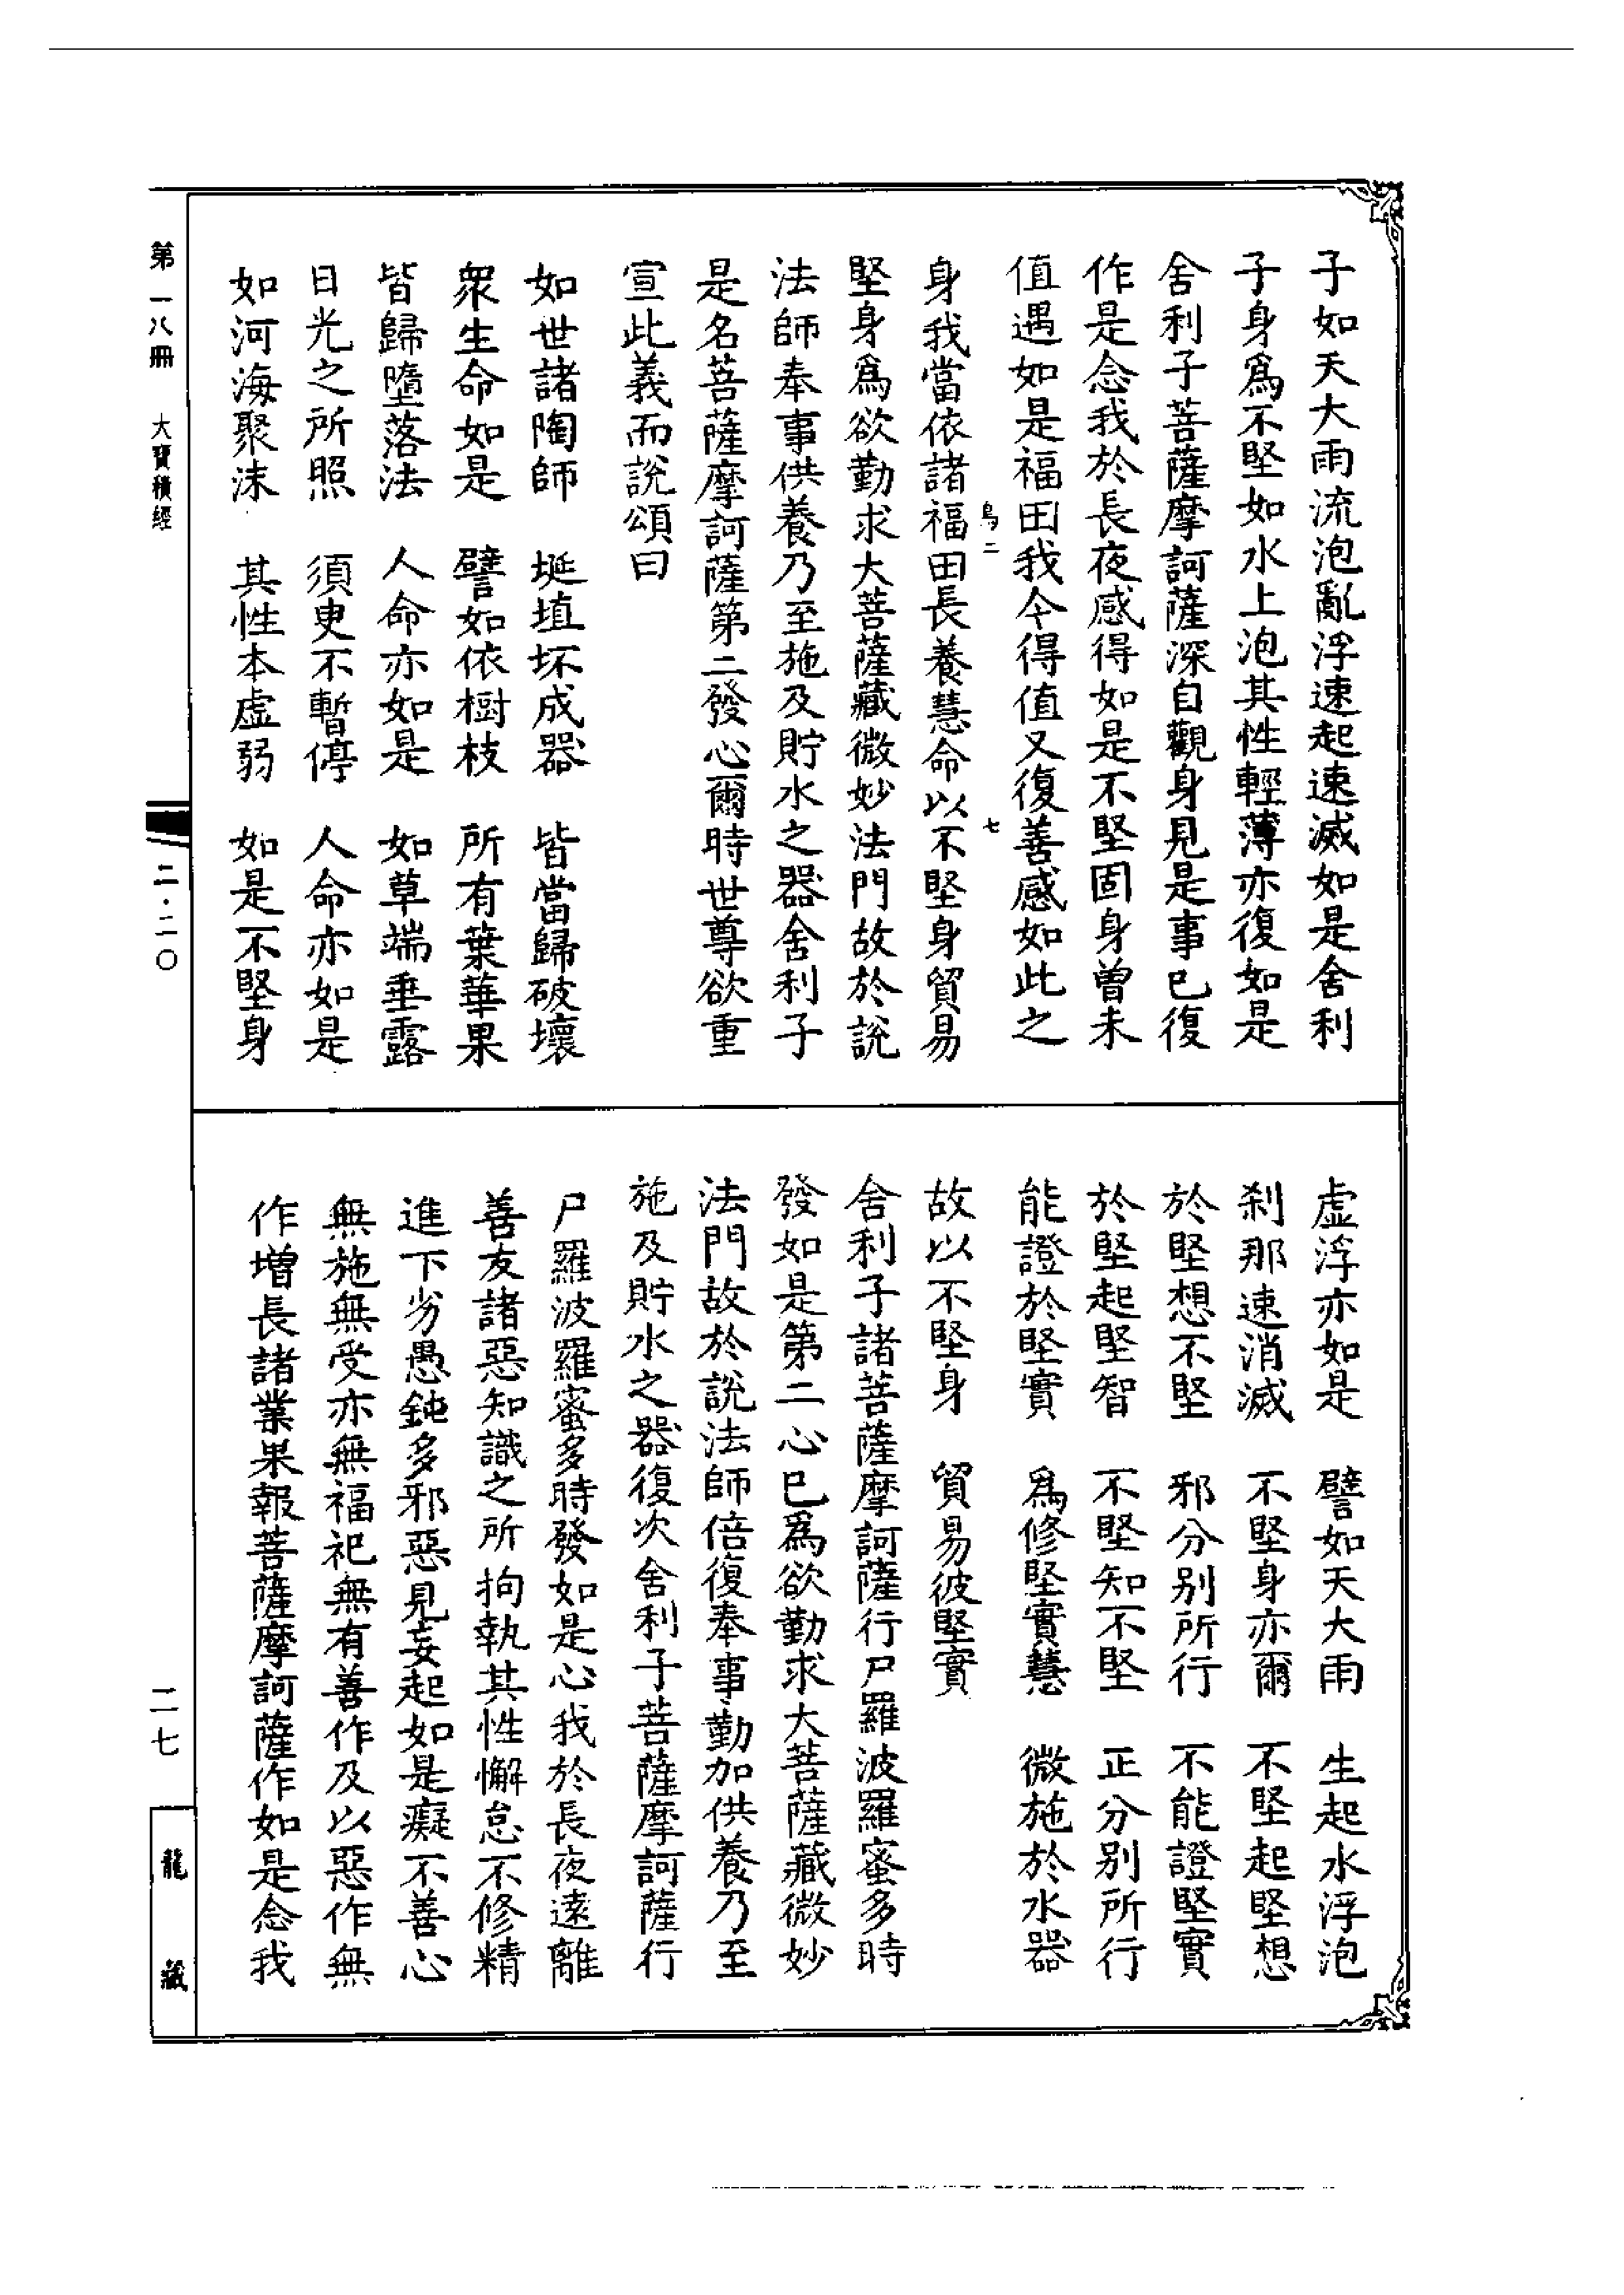 子如天大雨流泡亂浮速起速滅如是舍利
子身爲不堅如水上泡其性輕薄亦復如是
舍利子菩薩摩訶薩深自觀身見是事已復
作是念我於長夜感得如是不堅固身曾未
值遇如是福田我今得值又復善感如此之
鳥二 七
身我當依諸福田長養慧命以不堅身貿易
堅身爲欲勤求大菩薩藏微妙法門故於說
法師奉事供養乃至施及貯水之器舍利子
是名菩薩摩訶薩第二發心爾時世尊欲重
宣此義而說頌曰
如世諸陶師 埏埴坏成器 皆當歸破壞
衆生命如是 譬如依樹枝 所有葉華果
皆歸墮落法 人命亦如是 如草端垂露
日光之所照 須臾不暫停 人命亦如是
如河海聚沫 其性本虛弱 如是不堅身
虛浮亦如是 譬如天大雨 生起水浮泡
刹那速消滅 不堅身亦爾 不堅起堅想
於堅想不堅 邪分別所行 不能證堅實
於堅起堅智 不堅知不堅 正分別所行
能證於堅實 爲修堅實慧 微施於水器
故以不堅身 貿易彼堅實
舍利子諸菩薩摩訶薩行尸羅波羅蜜多時
發如是第二心已爲欲勤求大菩薩藏微妙
法門故於說法師倍復奉事勤加供養乃至
施及貯水之器復次舍利子菩薩摩訶薩行
尸羅波羅蜜多時發如是心我於長夜遠離
善友諸惡知識之所拘執其性懈怠不修精
進下劣愚鈍多邪惡見妄起如是癡不善心
無施無受亦無福祀無有善作及以惡作無
作增長諸業果報菩薩摩訶薩作如是念我
第一八冊 大寶積經
二·二〇
二七
龍藏